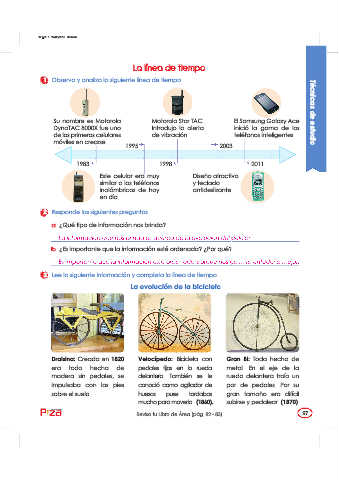 La línea de tiempo
1 Observa y analiza la siguiente línea de tiempo
Técnicas de estudio
Su nombre es Motorola
DynaTAC 8000X fue uno
de los primeros celulares
móviles en crearse
Motorola Star TAC
Introdujo la alerta
de vibración
El Samsung Galaxy Ace
inició la gama de los
teléfonos inteligentes
1995
2003
1983
1998
2011
Este celular era muy
similar a los teléfonos
inalámbricos de hoy
en día
Diseño atractivo
y teclado
antideslizante
2 Responde las siguientes preguntas
a ¿Qué tipo de información nos brinda?
b ¿Es importante que la información esté ordenada? ¿Por qué?
3 Lee la siguiente información y completa la línea de tiempo
La evolución de la bicicleta
Draisina: Creada en 1820
era toda hecha de
madera sin pedales, se
impulsaba con los pies
sobre el suelo
Velocípedo: Bicicleta con
pedales fijos en la rueda
delantera También se le
conoció como agitador de
huesos pues tardaba
mucho para moverla (1860).
Gran Bi: Toda hecha de
metal En el eje de la
rueda delantera traía un
par de pedales Por su
gran tamaño era difícil
subirse y pedalear (1870)
Revisa tu Libro de Área (pág. 82-83)
97